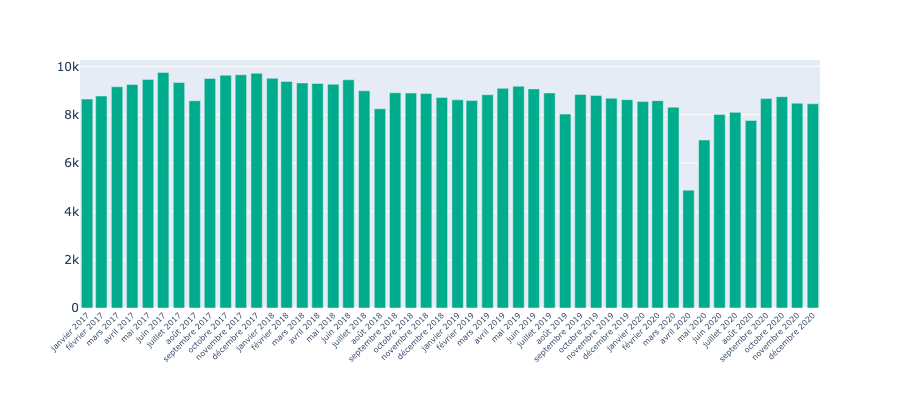 10k
8k
6k
4k
2k
0
janvier 2017
février 2017
mars 2017
avril 2017
mai 2017
juin 2017
juillet 2017
août 2017
septembre 2017
octobre 2017
novembre 2017
décembre 2017
janvier 2018
février 2018
mars 2018
avril 2018
mai 2018
juin 2018
juillet 2018
août 2018
septembre 2018
octobre 2018
novembre 2018
décembre 2018
janvier 2019
février 2019
mars 2019
avril 2019
mai 2019
juin 2019
juillet 2019
août 2019
septembre 2019
octobre 2019
novembre 2019
décembre 2019
janvier 2020
février 2020
mars 2020
avril 2020
mai 2020
juin 2020
juillet 2020
août 2020
septembre 2020
octobre 2020
novembre 2020
décembre 2020